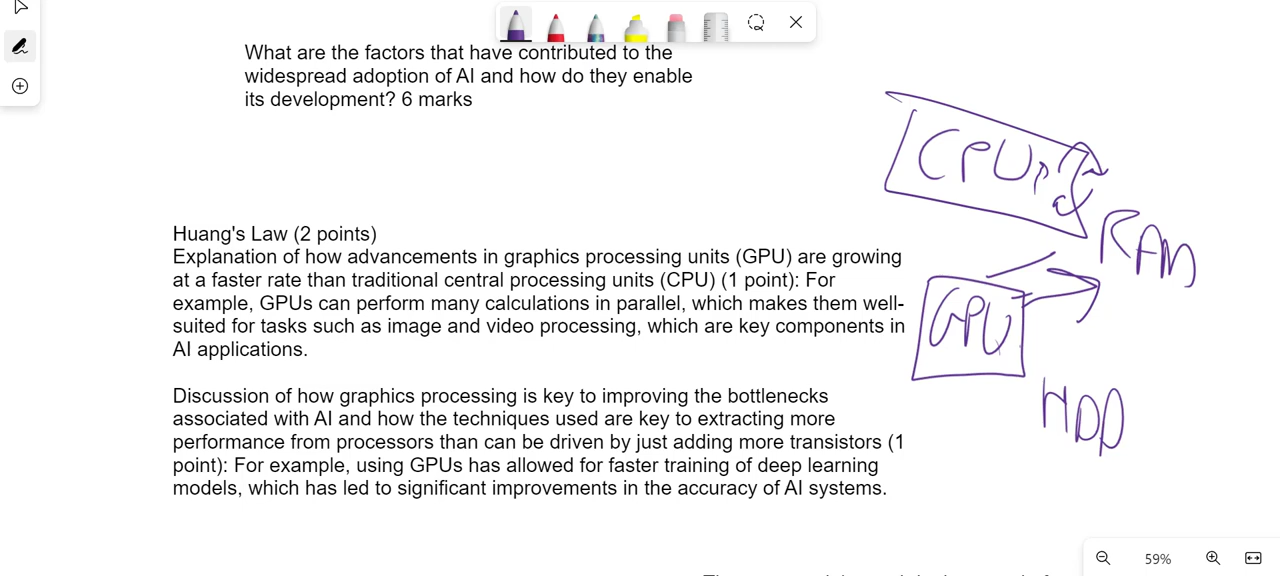 What are the factors that have contributed to the
widespread adoption of AI and how do they enable
its development? 6 marks
CPU
RAM
Huang's Law (2 points)
Explanation of how advancements in graphics processing units (GPU) are growing
at a faster rate than traditional central processing units (CPU) (1 point): For
example, GPUs can perform many calculations in parallel, which makes them well-
suited for tasks such as image and video processing, which are key components in
AI applications.
GPU
Discussion of how graphics processing is key to improving the bottlenecks
associated with AI and how the techniques used are key to extracting more
performance from processors than can be driven by just adding more transistors (1
point): For example, using GPUs has allowed for faster training of deep learning
models, which has led to significant improvements in the accuracy of AI systems.
HDD
59%